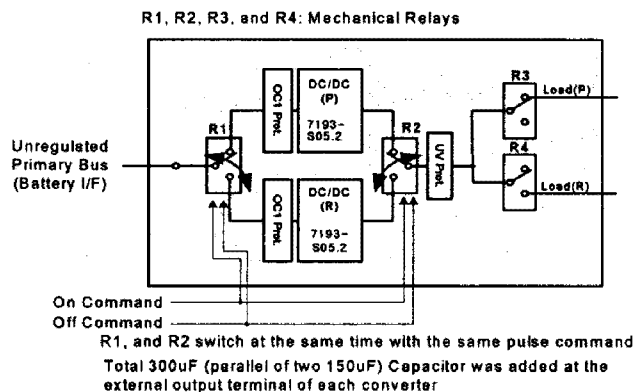 R1, R2, R3, and R4: Mechanical Relays
OC1 Prot.
DC/DC
(P)
7193-
S05.2
R3
Load(P)
R1
R2
Unregulated
Primary Bus
(Battery I/F)
UV Prot.
R4
Load(R)
OC1 Prot.
DC/DC
(R)
7193-
S05.2
On Command
Off Command
R1, and R2 switch at the same time with the same pulse command
Total 300uF (parallel of two 150uF) Capacitor was added at the
external output terminal of each converter